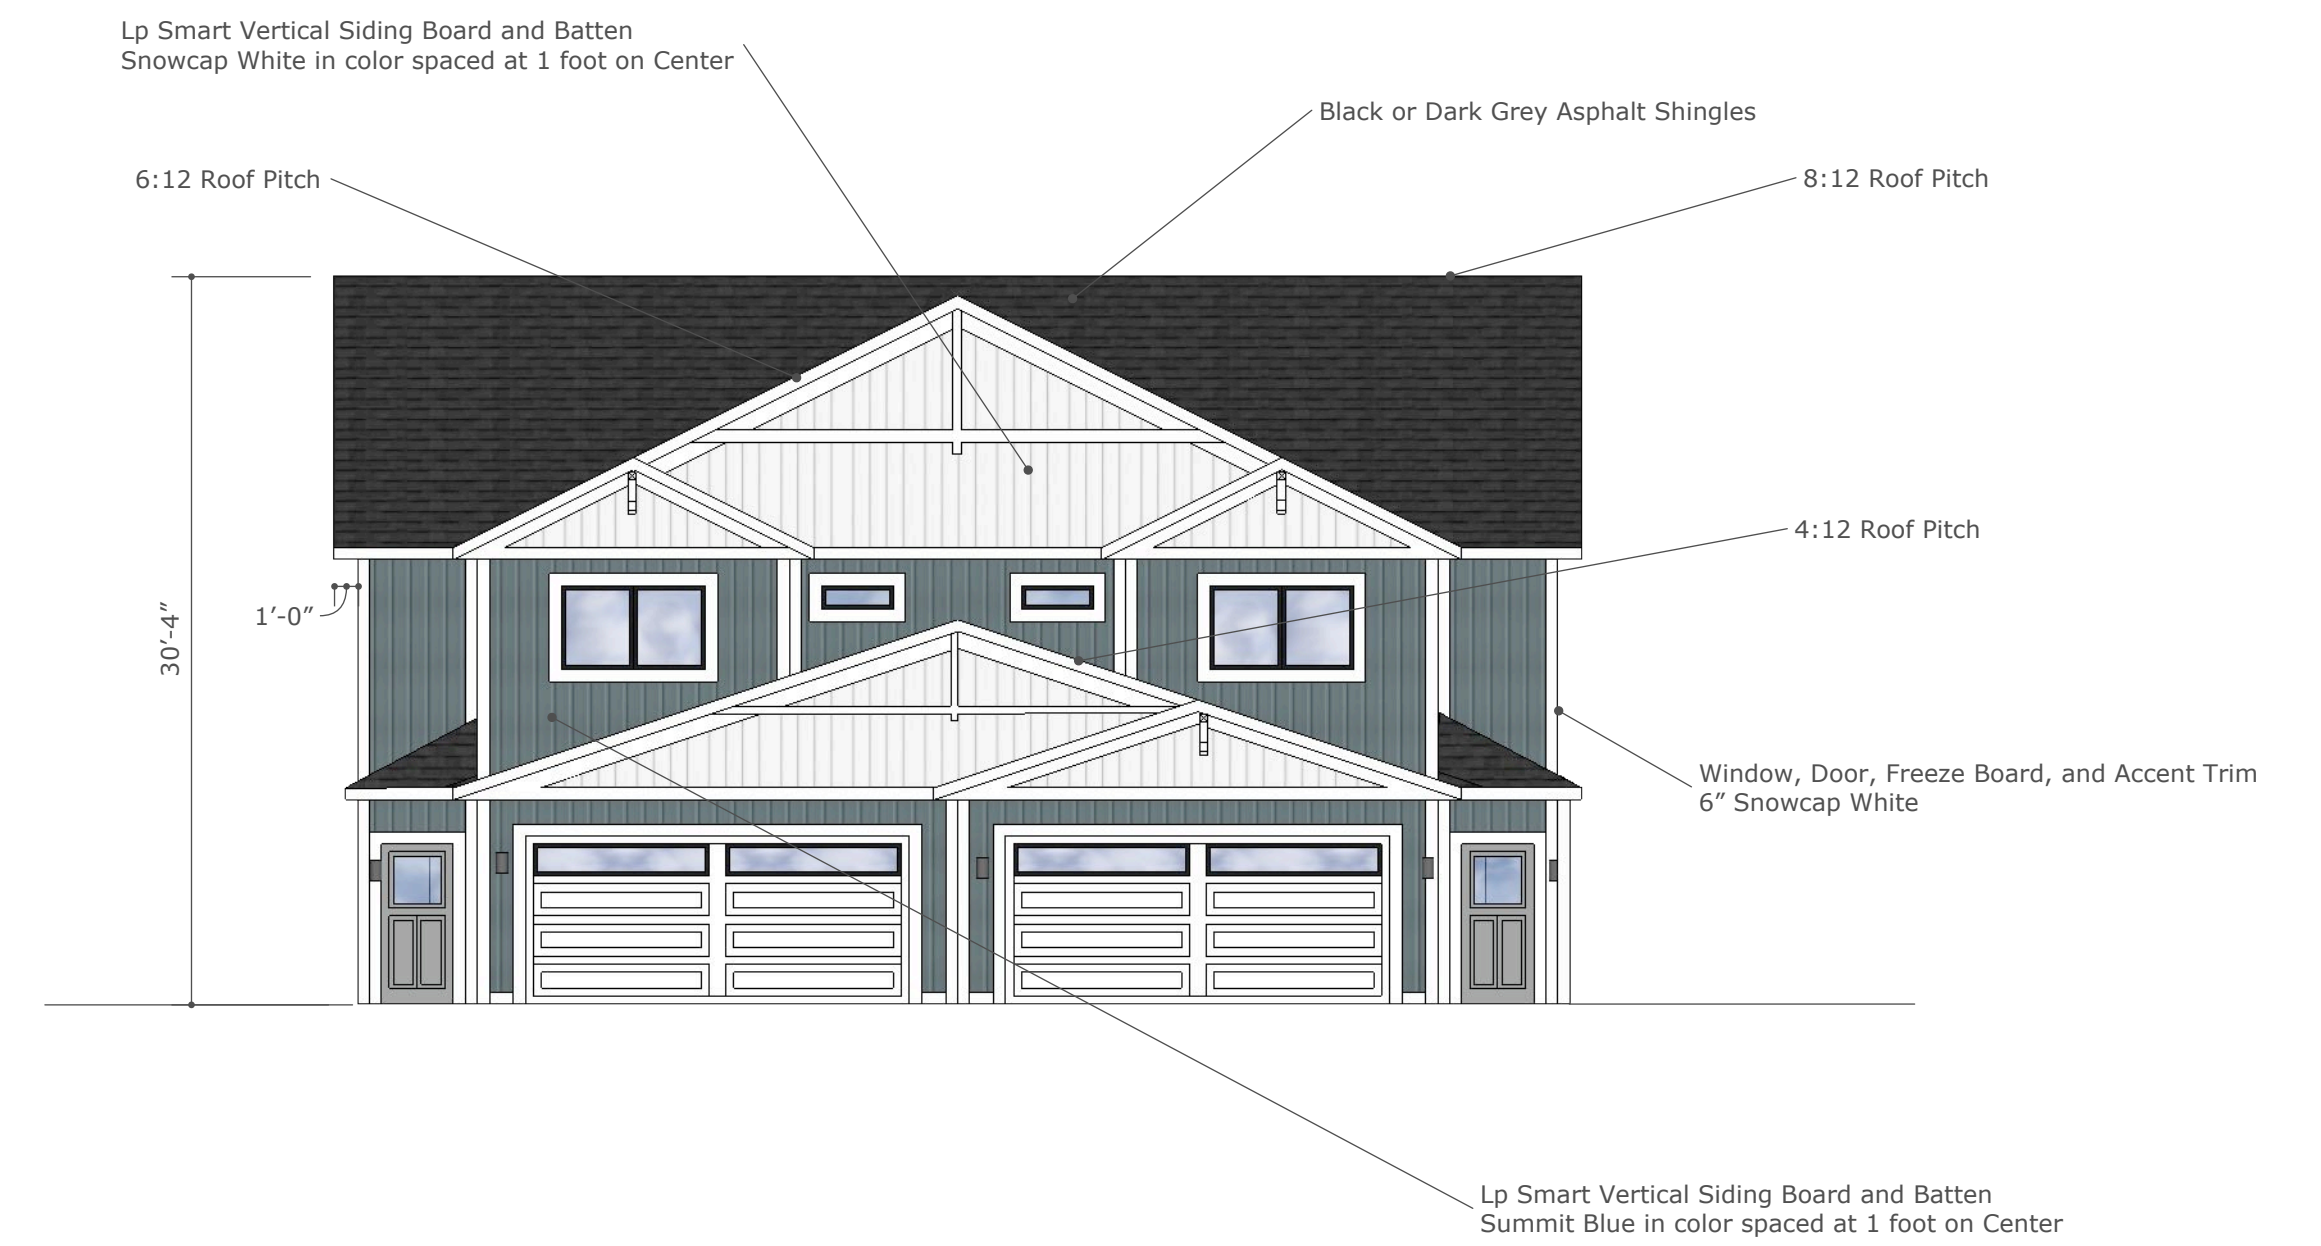 Lp Smart Vertical Siding Board and Batten
Snowcap White in color spaced at 1 foot on Center
Black or Dark Grey Asphalt Shingles
6:12 Roof Pitch
8:12 Roof Pitch
4:12 Roof Pitch
1’-0”
30’-4”
Window, Door, Freeze Board, and Accent Trim
6” Snowcap White
Lp Smart Vertical Siding Board and Batten
Summit Blue in color spaced at 1 foot on Center